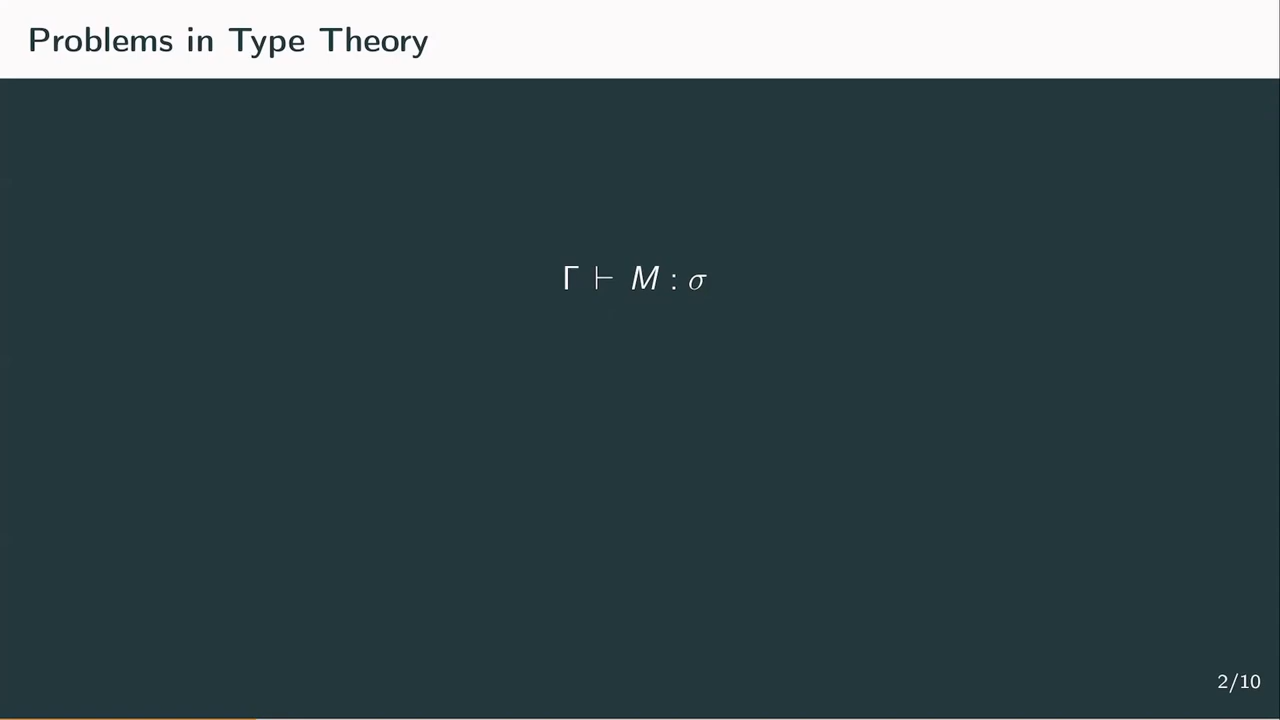 Problems in Type Theory
Γ ⊢ M : σ
2/10